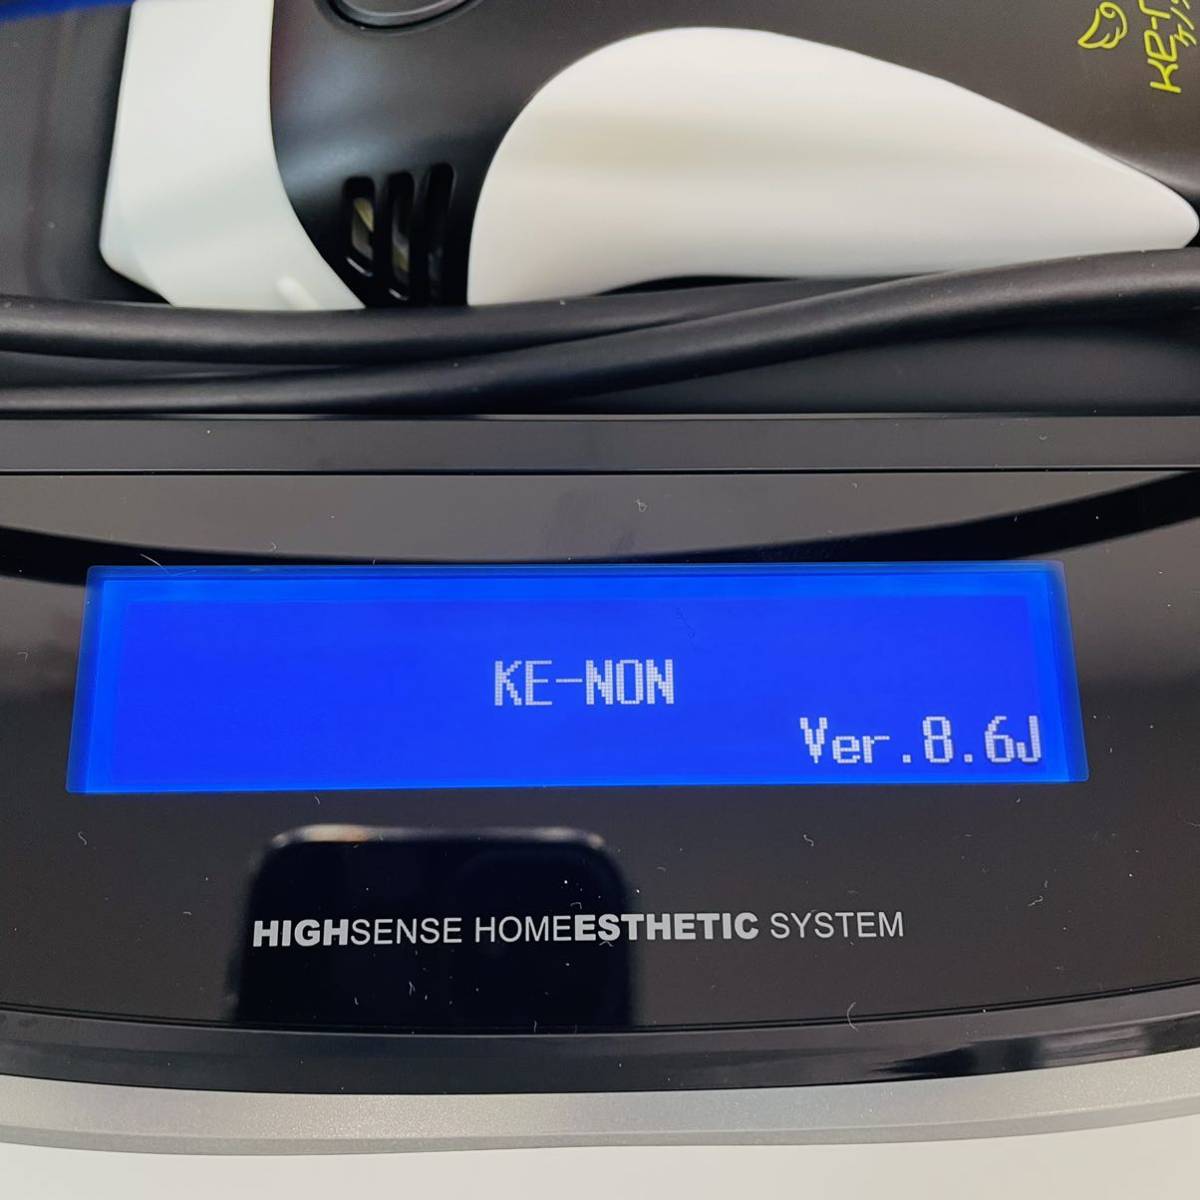 KE-NON
Ver.8.6J
HIGHSENSE HOMEESTHETIC SYSTEM